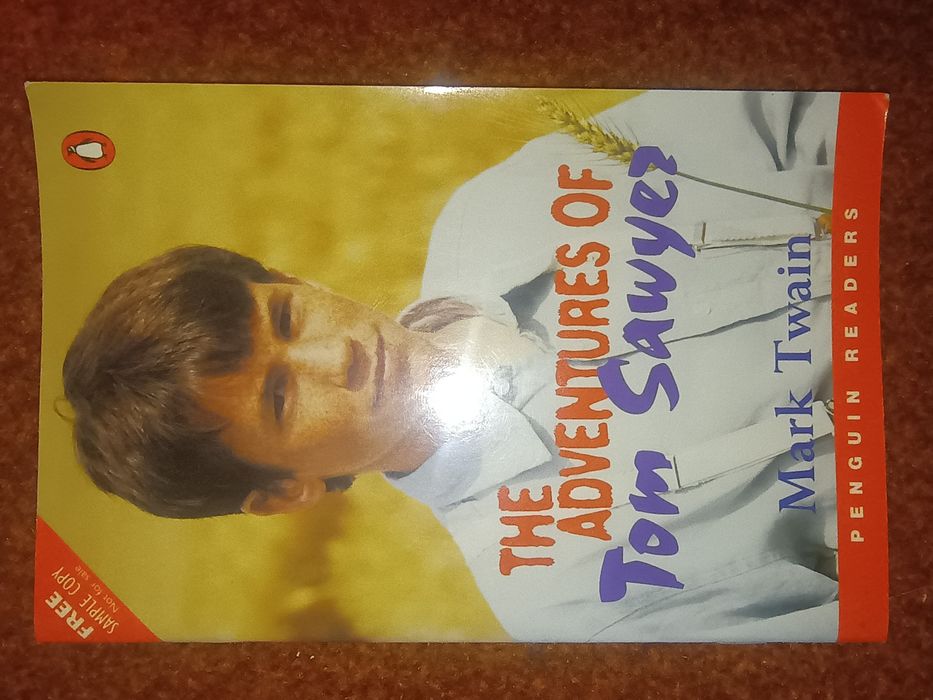 FREE
SAMPLE COPY
Not for sale
THE
ADVENTURES OF
Tom Sawyer
Mark Twain
PENGUIN READERS